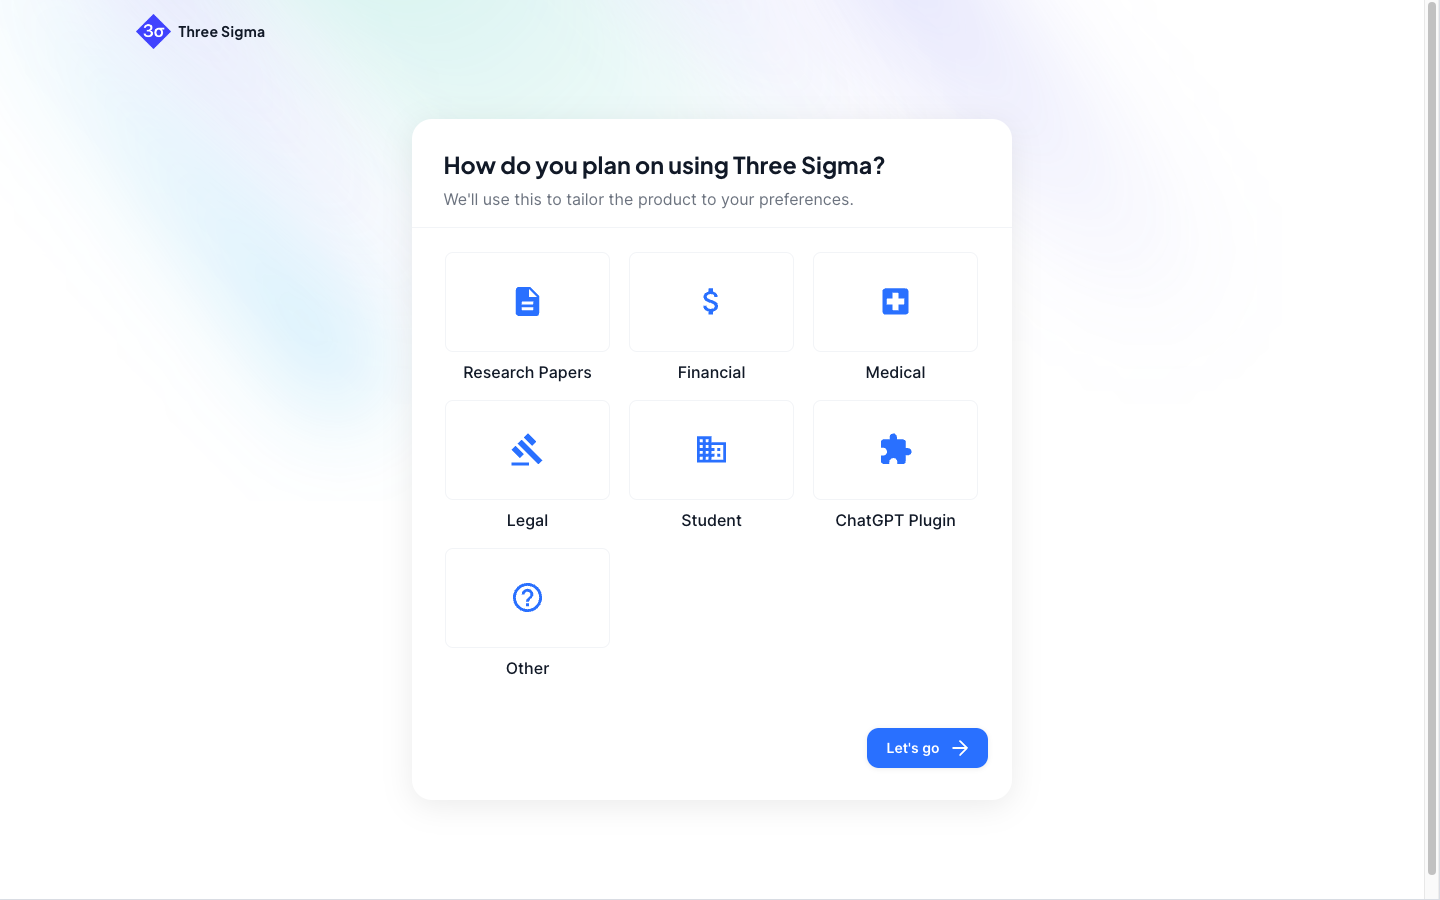 3σ Three Sigma
How do you plan on using Three Sigma?
We'll use this to tailor the product to your preferences.
Research Papers
Financial
Medical
Legal
Student
ChatGPT Plugin
Other
Let's go